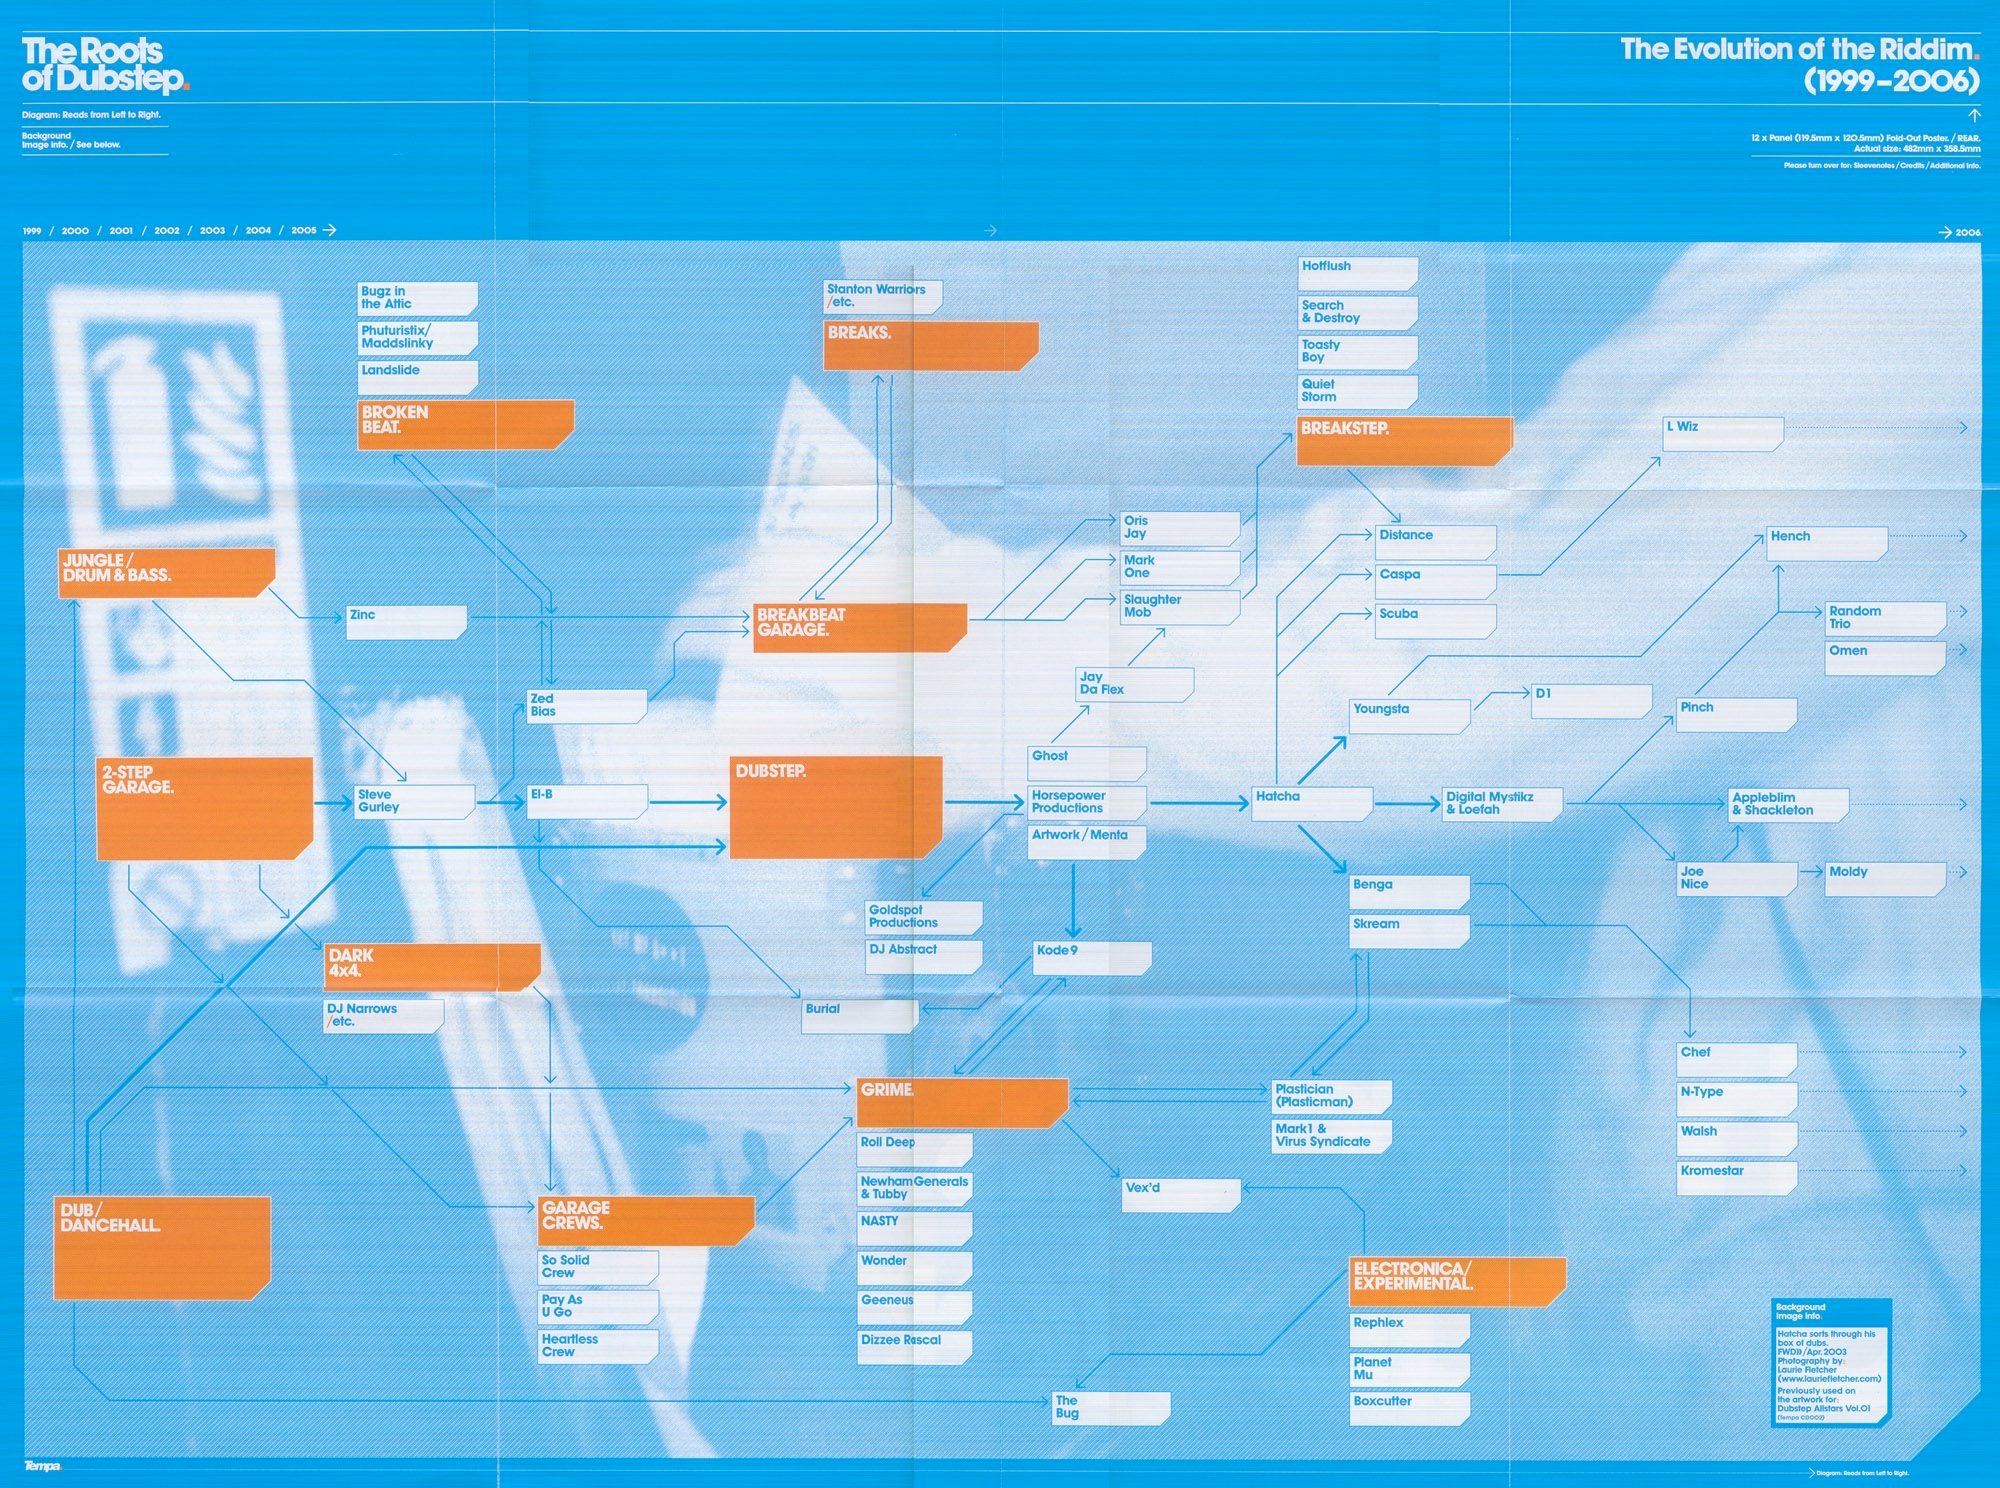 The Roots
of Dubstep.
Diagram: Reads from Left to Right.
Background
Image info. / See below.
The Evolution of the Riddim.
(1999–2006)
12 x Panel (119.5mm x 120.5mm) Fold-Out Poster. / REAR.
Actual size: 482mm x 358.5mm
Please turn over for: Sleevenotes/Credits/Additional Info.
1999 / 2000 / 2001 / 2002 / 2003 / 2004 / 2005 →
→ 2006.
Bugz in
the Attic
Phuturistix/
Maddslinky
Landslide
BROKEN
BEAT.
Stanton Warriors
/etc.
BREAKS.
Hotflush
Search
& Destroy
Toasty
Boy
Quiet
Storm
BREAKSTEP.
L Wiz
JUNGLE/
DRUM & BASS.
Zinc
BREAKBEAT
GARAGE.
Oris
Jay
Mark
One
Slaughter
Mob
Jay
Da Flex
Distance
Caspa
Scuba
Hench
Random
Trio
Omen
Zed
Bias
Youngsta
D1
Pinch
2-STEP
GARAGE.
Steve
Gurley
El-B
DUBSTEP.
Ghost
Horsepower
Productions
Artwork / Menta
Hatcha
Digital Mystikz
& Loefah
Appleblim
& Shackleton
Joe
Nice
Moldy
Benga
Skream
Goldspot
Productions
DJ Abstract
Kode9
DARK
4x4.
DJ Narrows
/etc.
Burial
GRIME.
Roll Deep
Newham Generals
& Tubby
NASTY
Wonder
Geeneus
Dizzee Rascal
Plastician
(Plasticman)
Mark1 &
Virus Syndicate
Chef
N-Type
Walsh
Kromestar
DUB/
DANCEHALL.
GARAGE
CREWS.
So Solid
Crew
Pay As
U Go
Heartless
Crew
Vex'd
ELECTRONICA/
EXPERIMENTAL.
Rephlex
Planet
Mu
Boxcutter
The
Bug
Background
Image info.
Hatcha sorts through his
box of dubs.
FWD>> /Apr. 2003
Photography by:
Laurie Fletcher
(www.lauriefletcher.com)
Previously used on
the artwork for:
Dubstep Allstars Vol.01
(Tempa CD002)
Tempa.
Diagram: Reads from Left to Right.